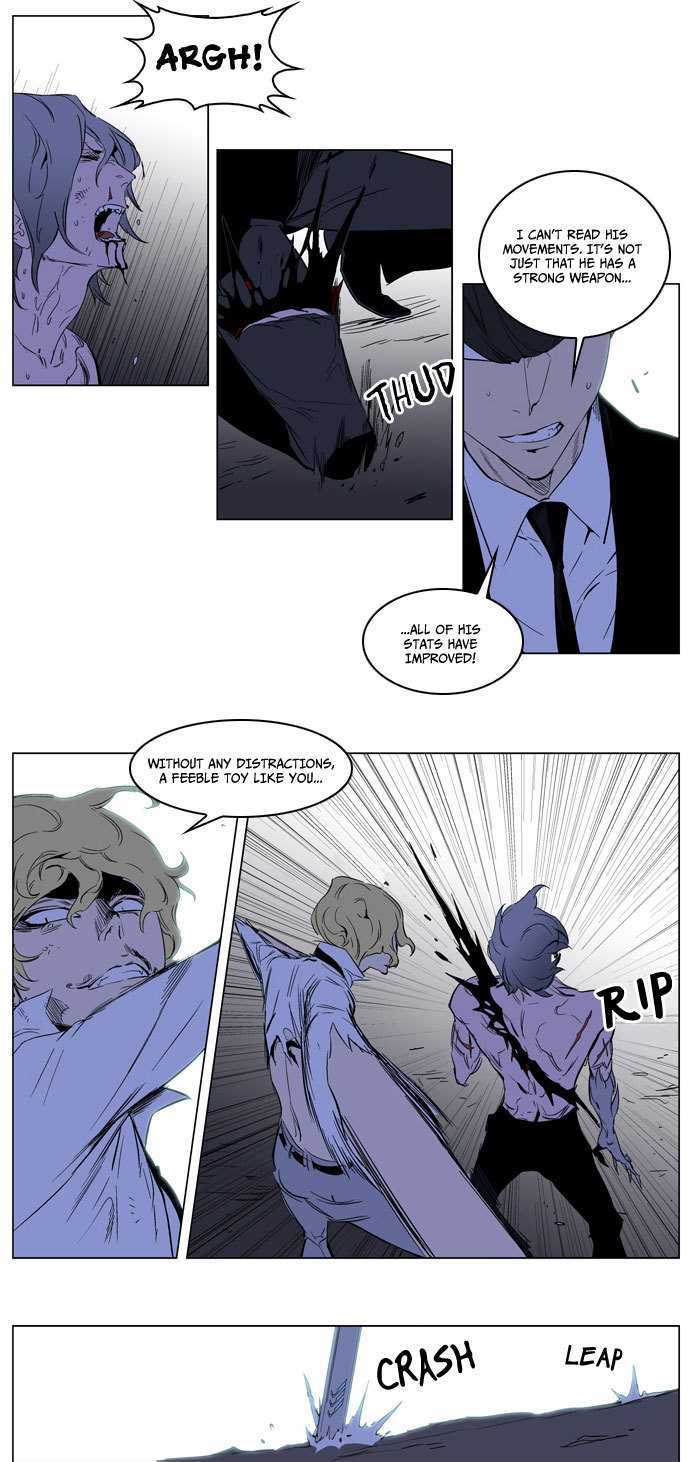 ARGH!
I CAN'T READ HIS
MOVEMENTS. IT'S NOT
JUST THAT HE HAS A
STRONG WEAPON...
THUD
...ALL OF HIS
STATS HAVE
IMPROVED!
WITHOUT ANY DISTRACTIONS,
A FEEBLE TOY LIKE YOU...
RIP
CRASH
LEAP